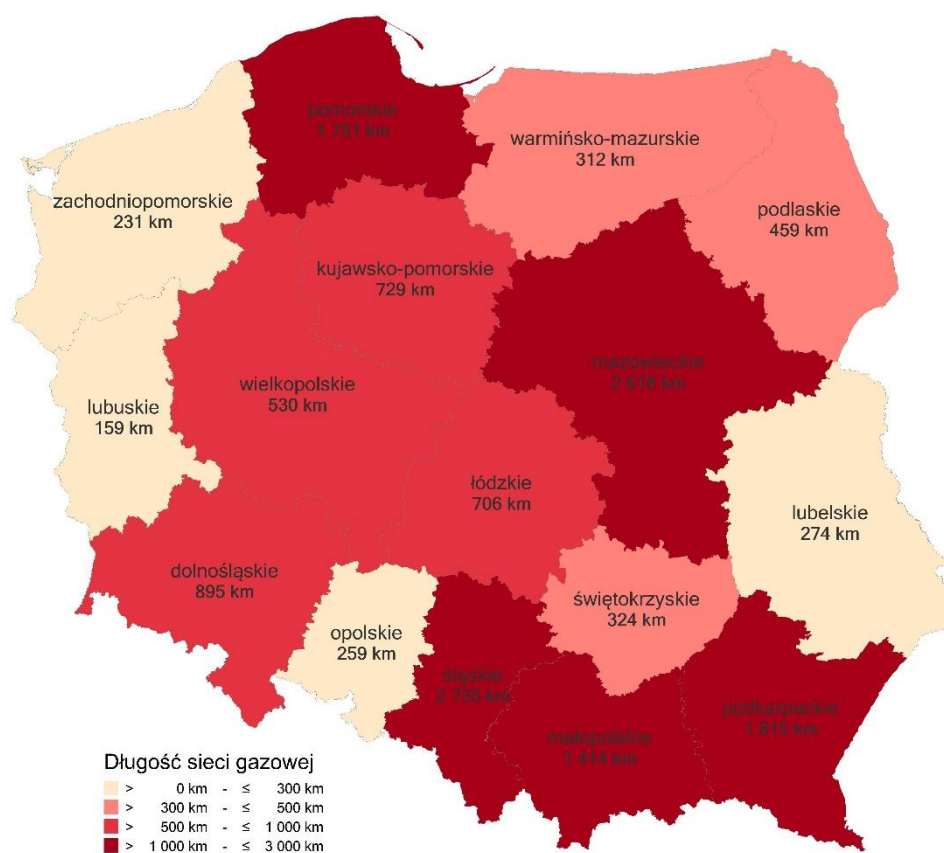 pomorskie
1 751 km
warmińsko-mazurskie
312 km
zachodniopomorskie
231 km
podlaskie
459 km
kujawsko-pomorskie
729 km
mazowieckie
2 618 km
wielkopolskie
530 km
lubuskie
159 km
łódzkie
706 km
lubelskie
274 km
dolnośląskie
895 km
świętokrzyskie
324 km
opolskie
259 km
śląskie
2 735 km
podkarpackie
1 815 km
małopolskie
1 414 km
Długość sieci gazowej
> 0 km - ≤ 300 km
> 300 km - ≤ 500 km
> 500 km - ≤ 1 000 km
> 1 000 km - ≤ 3 000 km